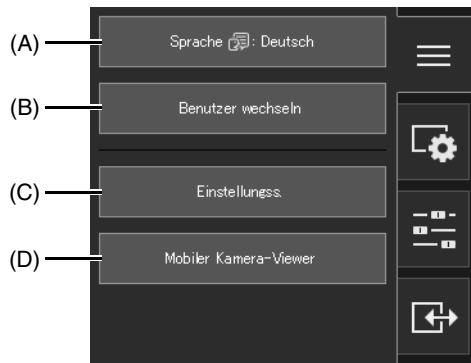 (A)
Sprache : Deutsch
(B)
Benutzer wechseln
(C)
Einstellungss.
(D)
Mobiler Kamera-Viewer